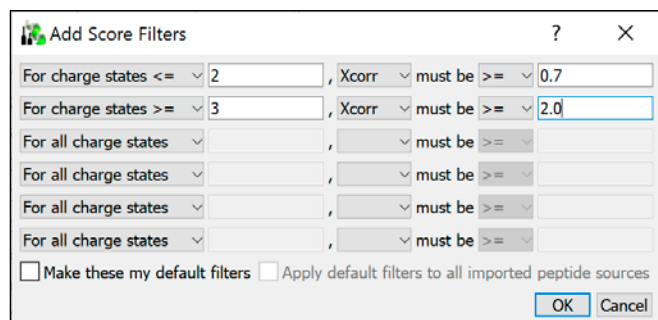 Add Score Filters ? X
For charge states <= 2 , Xcorr must be >= 0.7
For charge states >= 3 , Xcorr must be >= 2.0
For all charge states , must be >=
For all charge states , must be >=
For all charge states , must be >=
For all charge states , must be >=
Make these my default filters Apply default filters to all imported peptide sources
OK Cancel